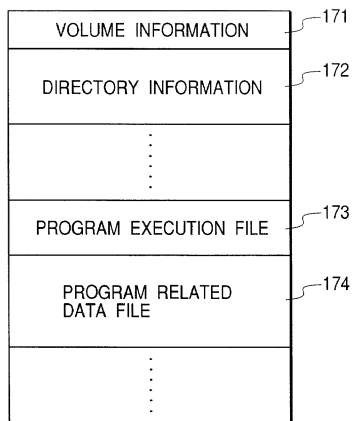 VOLUME INFORMATION 171
DIRECTORY INFORMATION 172
PROGRAM EXECUTION FILE 173
PROGRAM RELATED 174
DATA FILE